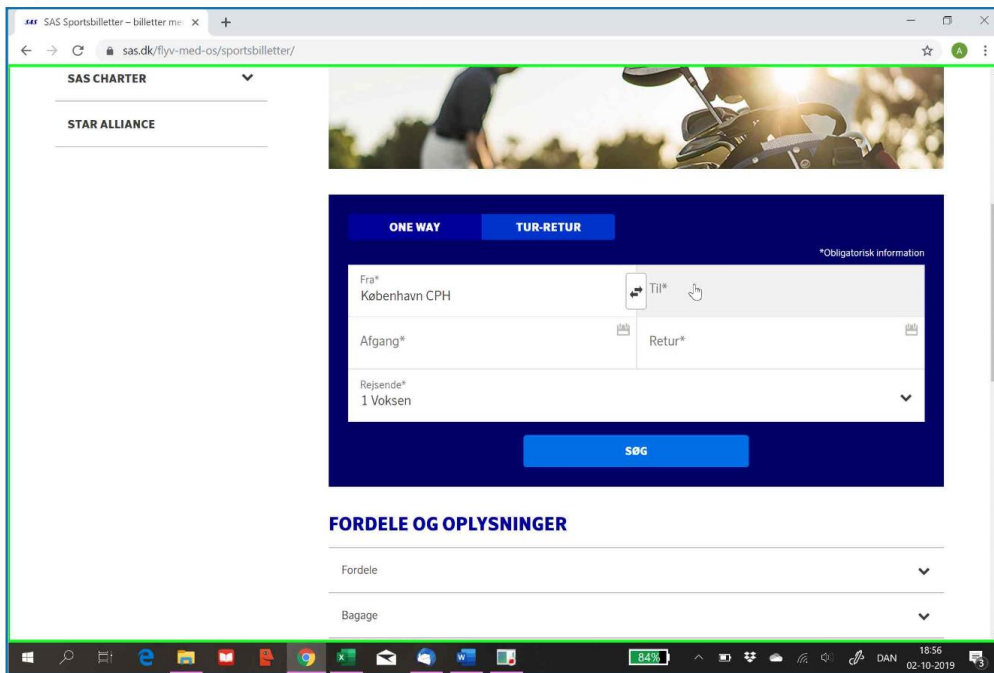 SAS SAS Sportsbilletter – billetter me
sas.dk/flyv-med-os/sportsbilletter/
A
SAS CHARTER
STAR ALLIANCE
ONE WAY TUR-RETUR
*Obligatorisk information
Fra*
København CPH
Til*
Afgang*
Retur*
Rejsende*
1 Voksen
SØG
FORDELE OG OPLYSNINGER
Fordele
Bagage
84%
DAN
18:56
02-10-2019
3